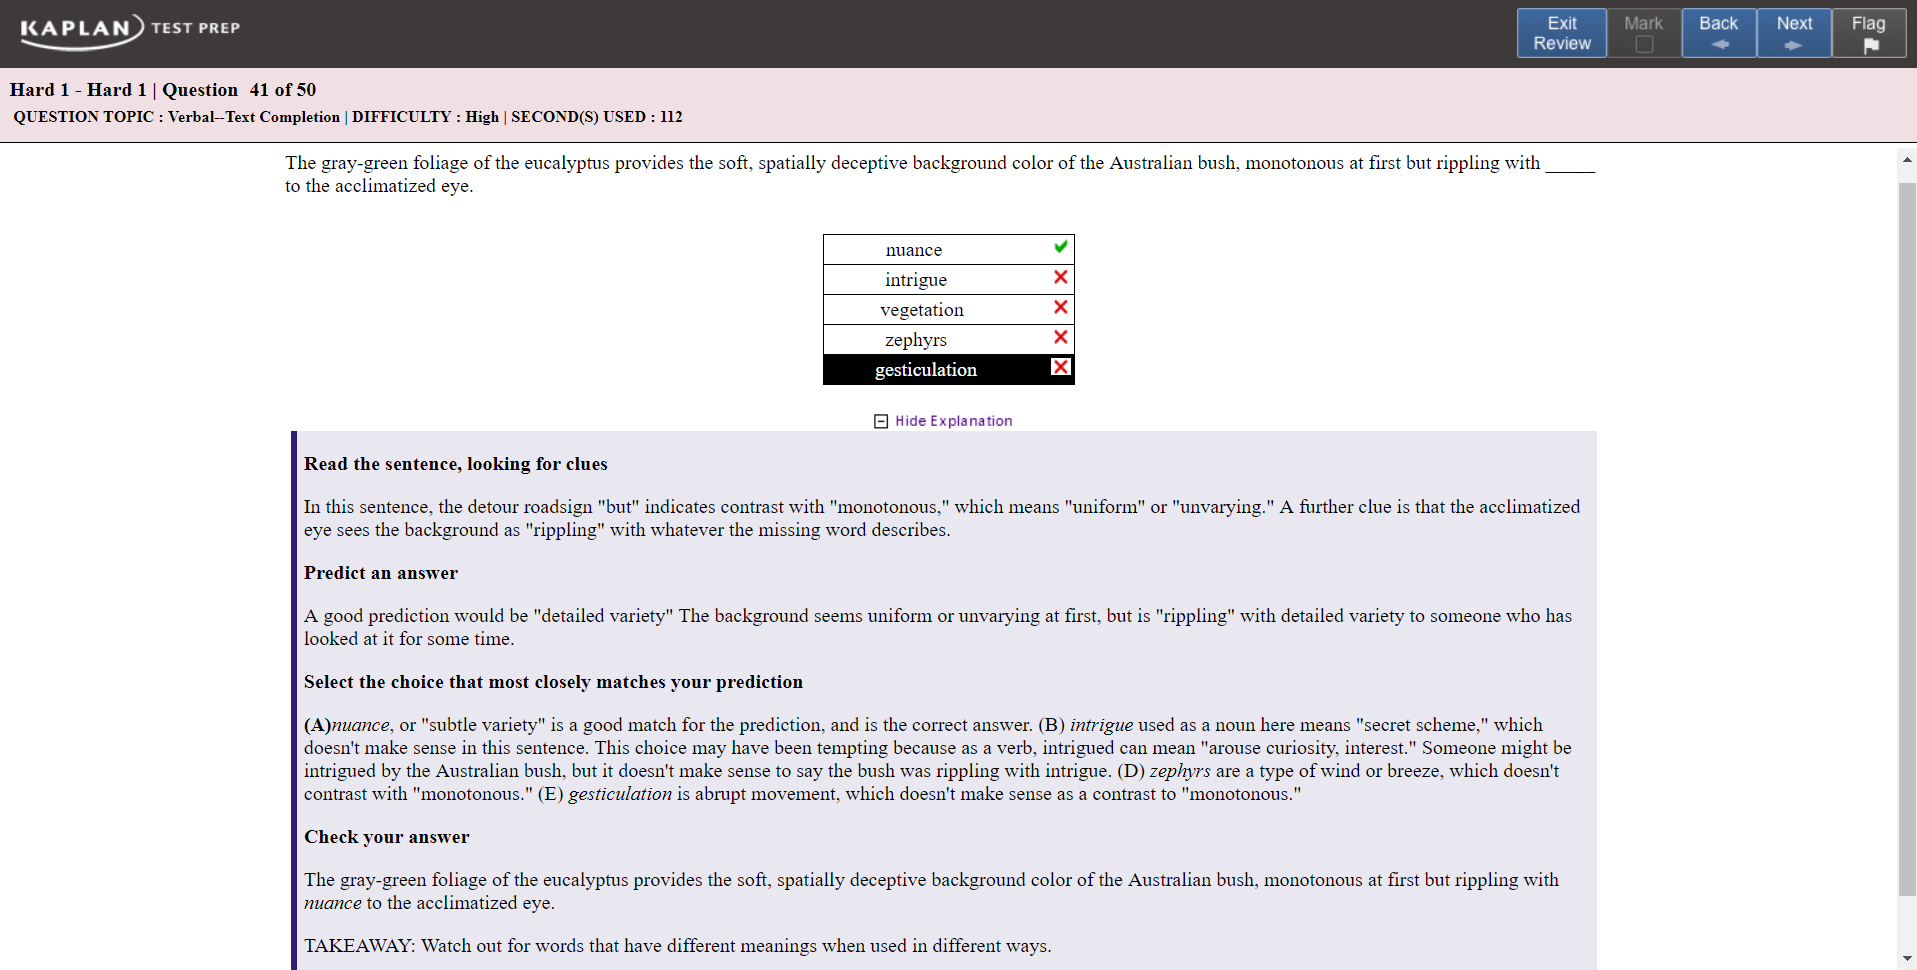 KAPLAN TEST PREP
Exit Review
Mark
Back
Next
Flag
Hard 1 - Hard 1 | Question 41 of 50
QUESTION TOPIC : Verbal--Text Completion | DIFFICULTY : High | SECOND(S) USED : 112
The gray-green foliage of the eucalyptus provides the soft, spatially deceptive background color of the Australian bush, monotonous at first but rippling with _____
to the acclimatized eye.
nuance
intrigue
vegetation
zephyrs
gesticulation
Hide Explanation
Read the sentence, looking for clues
In this sentence, the detour roadsign "but" indicates contrast with "monotonous," which means "uniform" or "unvarying." A further clue is that the acclimatized
eye sees the background as "rippling" with whatever the missing word describes.
Predict an answer
A good prediction would be "detailed variety" The background seems uniform or unvarying at first, but is "rippling" with detailed variety to someone who has
looked at it for some time.
Select the choice that most closely matches your prediction
(A)nuance, or "subtle variety" is a good match for the prediction, and is the correct answer. (B) intrigue used as a noun here means "secret scheme," which
doesn't make sense in this sentence. This choice may have been tempting because as a verb, intrigued can mean "arouse curiosity, interest." Someone might be
intrigued by the Australian bush, but it doesn't make sense to say the bush was rippling with intrigue. (D) zephyrs are a type of wind or breeze, which doesn't
contrast with "monotonous." (E) gesticulation is abrupt movement, which doesn't make sense as a contrast to "monotonous."
Check your answer
The gray-green foliage of the eucalyptus provides the soft, spatially deceptive background color of the Australian bush, monotonous at first but rippling with
nuance to the acclimatized eye.
TAKEAWAY: Watch out for words that have different meanings when used in different ways.